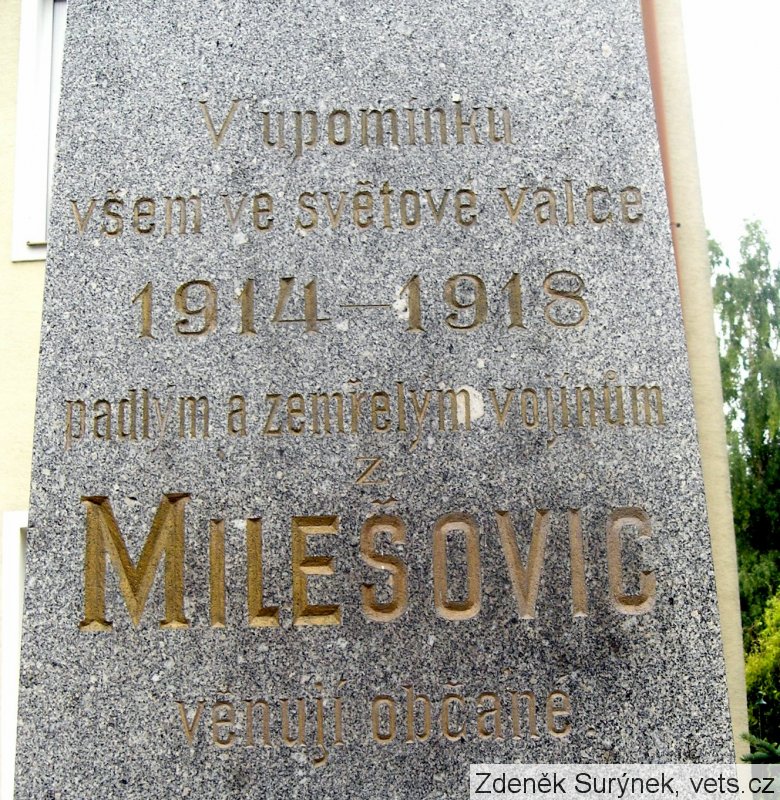 V upomínku
všem ve světové válce
1914–1918
padlým a zemřelým vojínům
z
MILEŠOVIC
věnují občané.
Zdeněk Surýnek, vets.cz